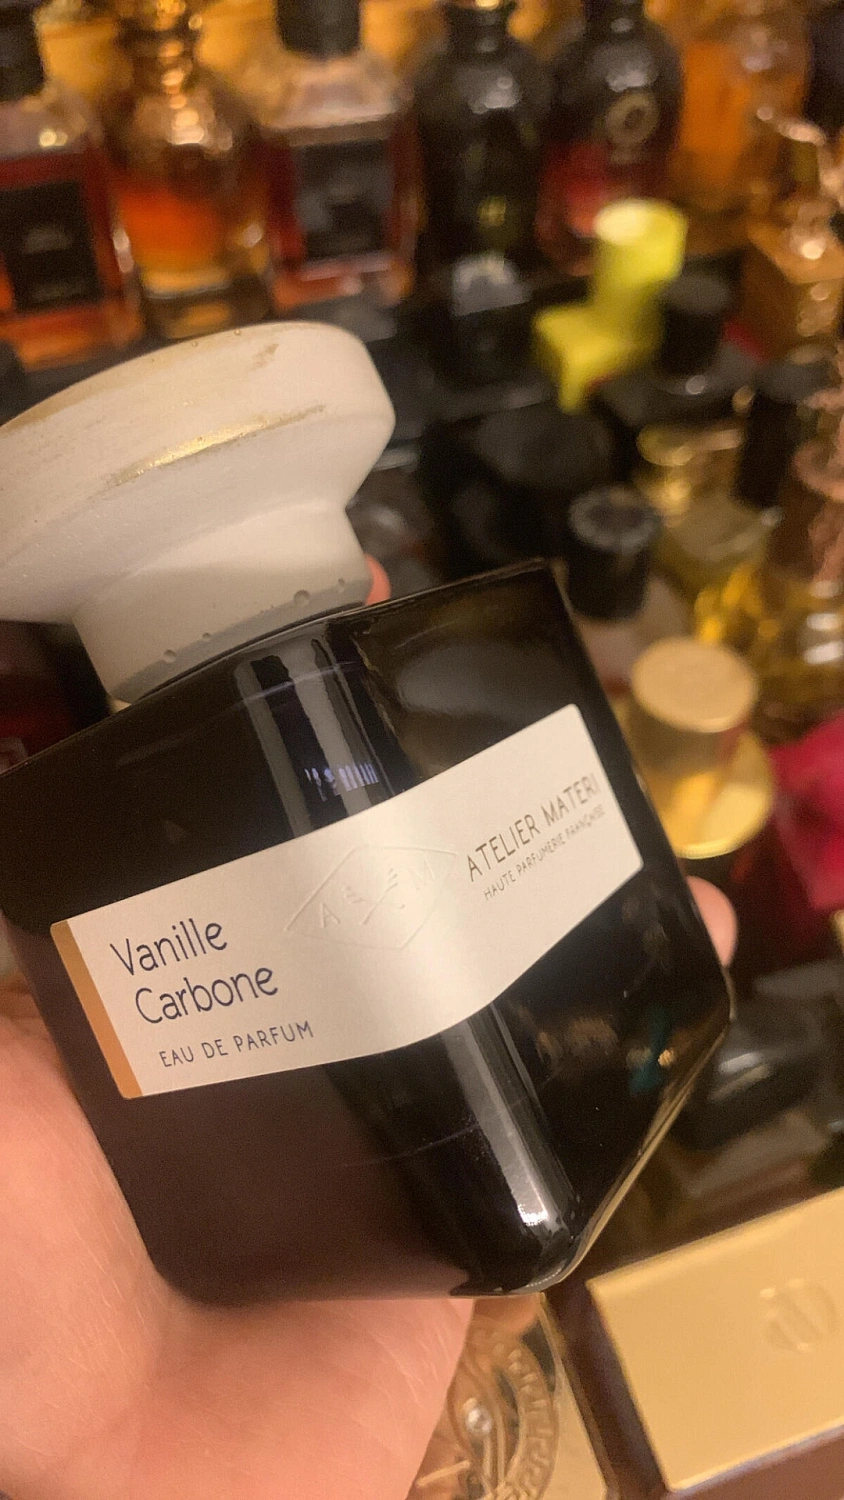 Vanille
Carbone
EAU DE PARFUM
A M
ATELIER MATERI
HAUTE PARFUMERIE FRANÇAISE